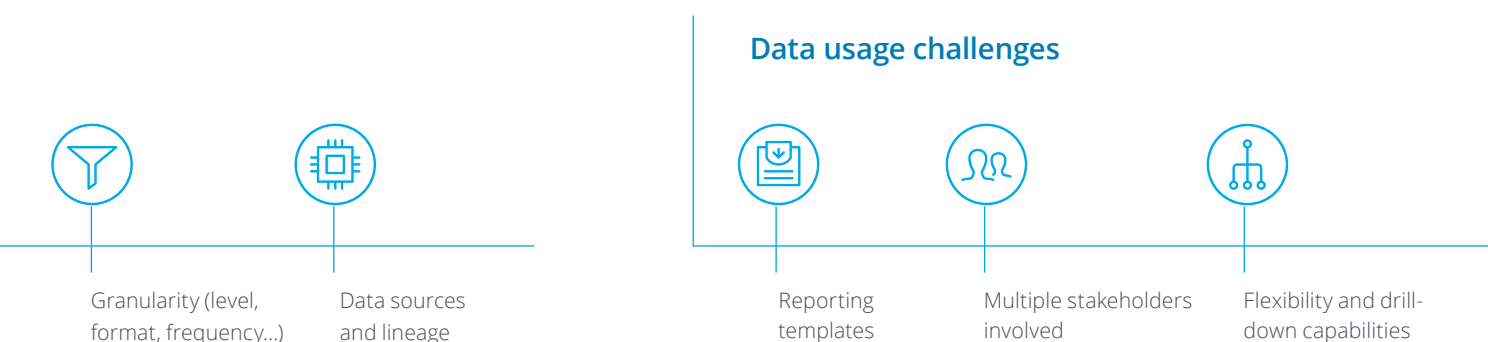 Data usage challenges
Granularity (level,
format, frequency...)
Data sources
and lineage
Reporting
templates
Multiple stakeholders
involved
Flexibility and drill-
down capabilities